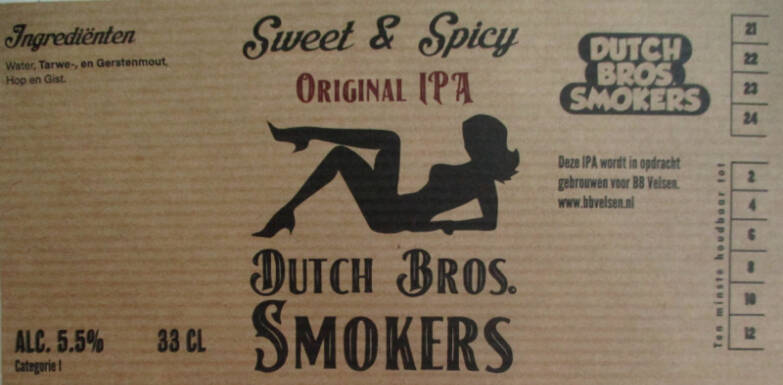 Ingrediënten
Water, Tarwe-, en Gerstenmout,
Hop en Gist.
ALC. 5.5%
33 CL
Categorie I
Sweet & Spicy
ORIGINAL IPA
DUTCH BROS.
SMOKERS
DUTCH
BROS.
SMOKERS
Deze IPA wordt in opdracht
gebrouwen voor BB Velsen.
www.bbvelsen.nl
Ten minste houdbaar tot
21
22
23
24
2
4
6
8
10
12